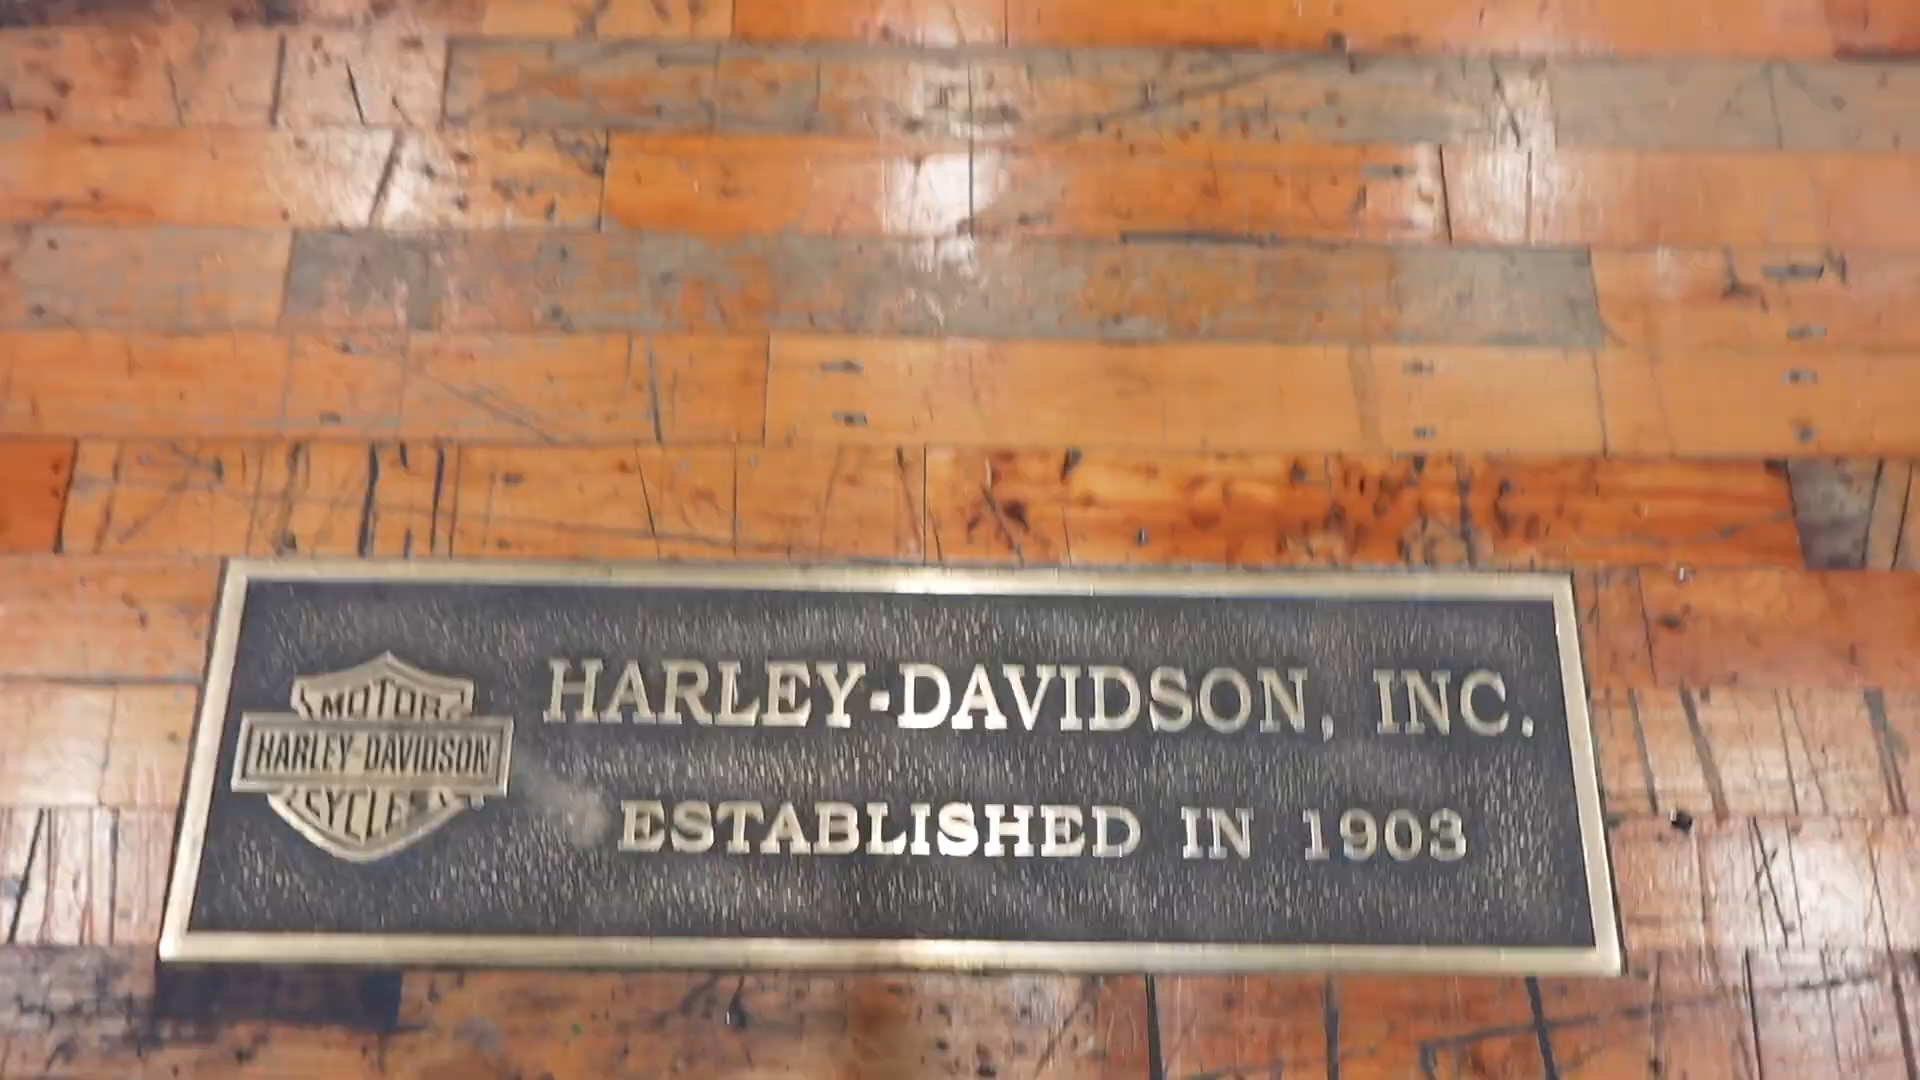 HARLEY-DAVIDSON, INC.
ESTABLISHED IN 1903
MOTOR
HARLEY-DAVIDSON
CYCLES